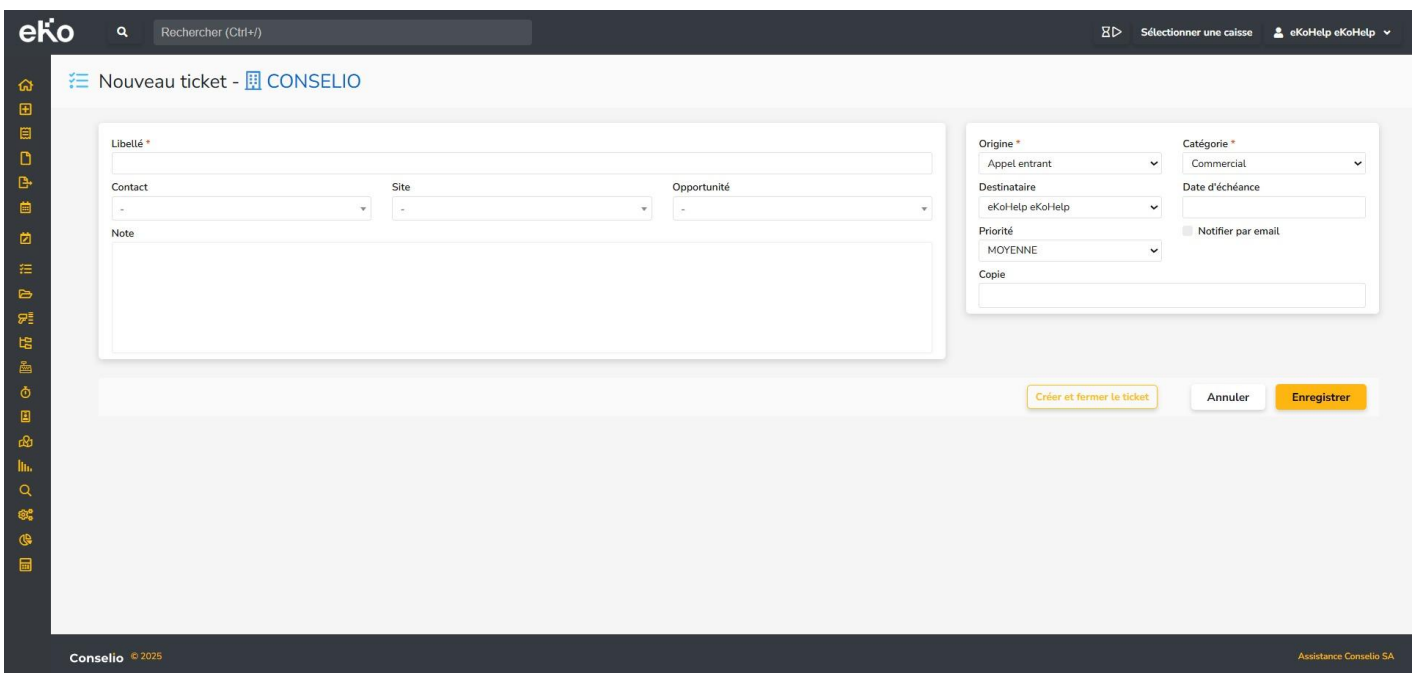 eko
Rechercher (Ctrl+/)
Sélectionner une caisse
eKoHelp eKoHelp
Nouveau ticket - CONSELIO
Libellé *
Contact
Site
Opportunité
-
-
-
Note
Origine *
Catégorie *
Appel entrant
Commercial
Destinataire
Date d'échéance
eKoHelp eKoHelp
Priorité
Notifier par email
MOYENNE
Copie
Créer et fermer le ticket
Annuler
Enregistrer
Conselio © 2025
Assistance Conselio SA